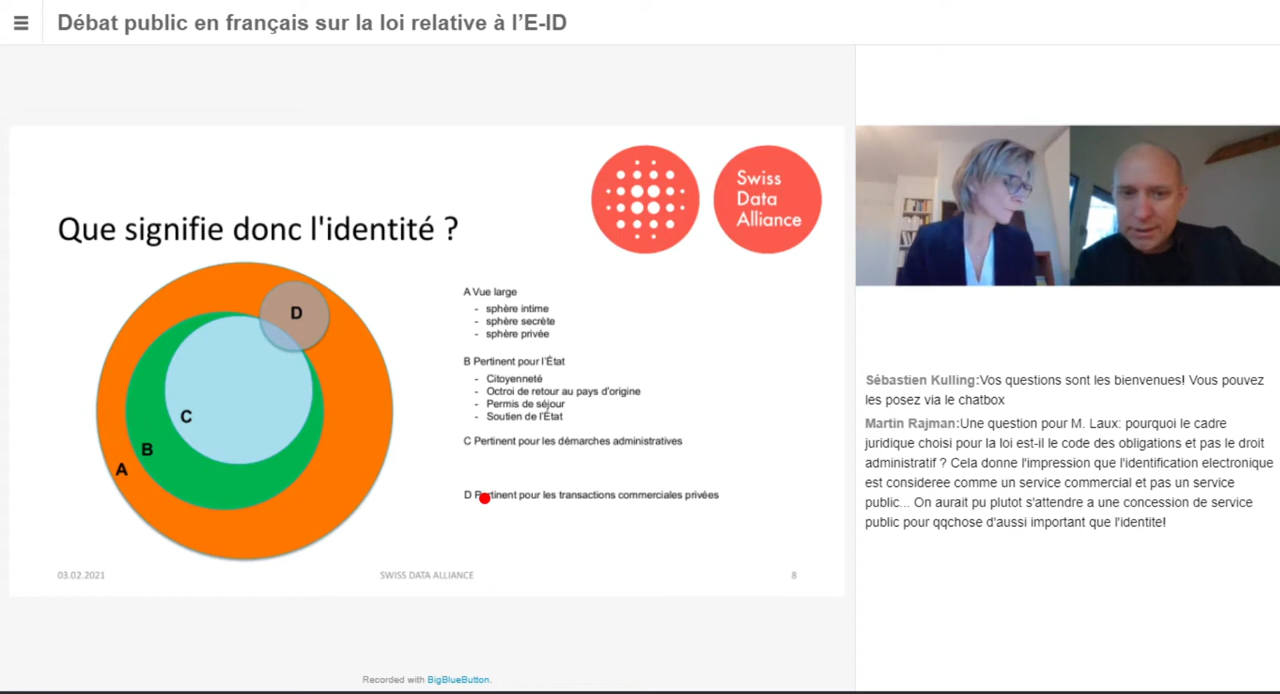 Débat public en français sur la loi relative à l’E-ID
Swiss
Data
Alliance
Que signifie donc l'identité ?
D
C
B
A
A Vue large
- sphère intime
- sphère secrète
- sphère privée
B Pertinent pour l’État
- Citoyenneté
- Octroi de retour au pays d’origine
- Permis de séjour
- Soutien de l’État
C Pertinent pour les démarches administratives
D Pertinent pour les transactions commerciales privées
03.02.2021
SWISS DATA ALLIANCE
8
Sébastien Kulling:Vos questions sont les bienvenues! Vous pouvez
les posez via le chatbox
Martin Rajman:Une question pour M. Laux: pourquoi le cadre
juridique choisi pour la loi est-il le code des obligations et pas le droit
administratif ? Cela donne l'impression que l'identification electronique
est consideree comme un service commercial et pas un service
public... On aurait pu plutot s'attendre a une concession de service
public pour qqchose d'aussi important que l'identite!
Recorded with BigBlueButton.